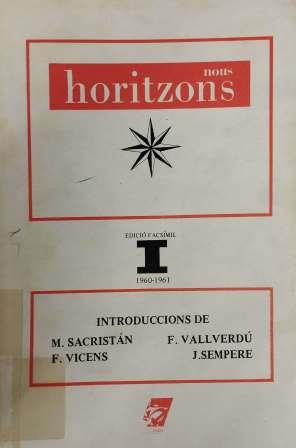 nous
horitzons
EDICIÓ FACSÍMIL
I
1960-1961
INTRODUCCIONS DE
M. SACRISTÁN F. VALLVERDÚ
F. VICENS J.SEMPERE